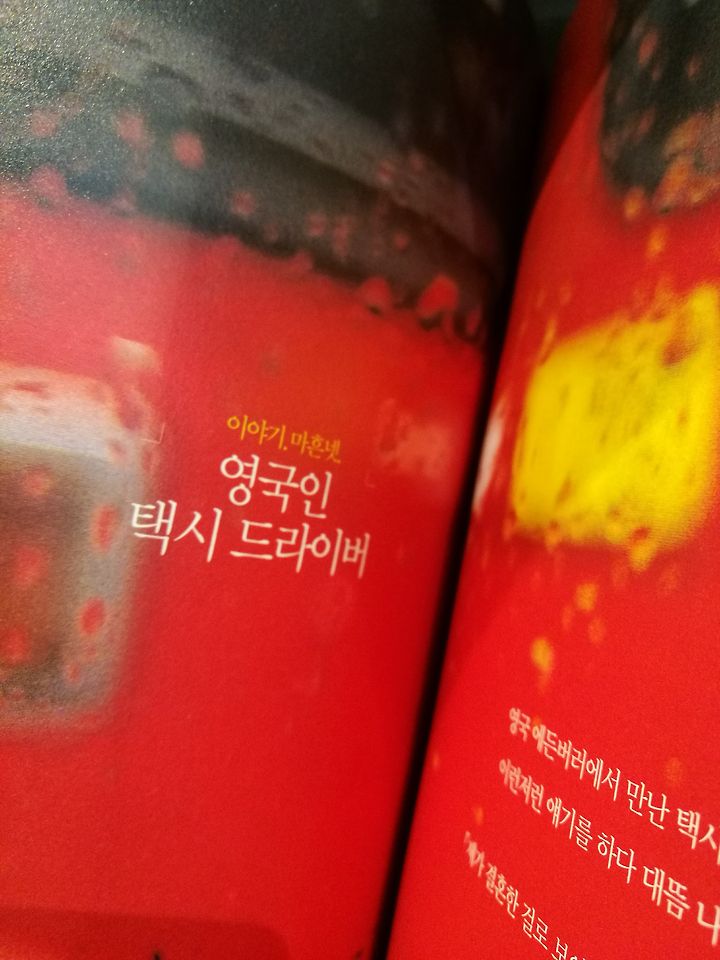 이야기. 마흔넷.
영국인
택시 드라이버
영국 에든버러에서 만난 택시
이런저런 얘기를 하다 대뜸 나
「제가 결혼한 걸로